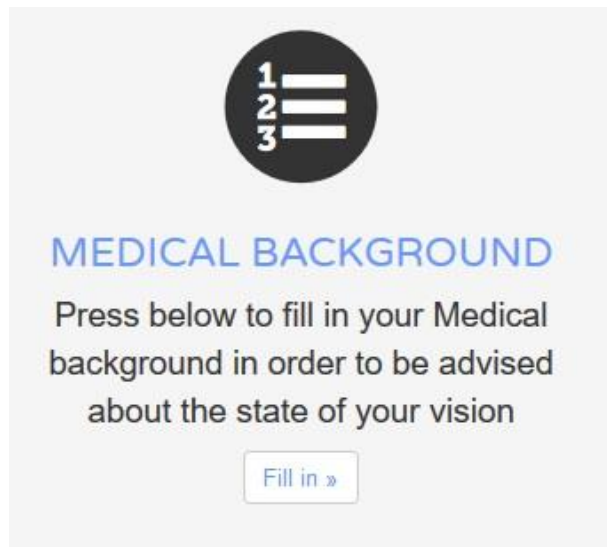 1
2
3
MEDICAL BACKGROUND
Press below to fill in your Medical
background in order to be advised
about the state of your vision
Fill in »